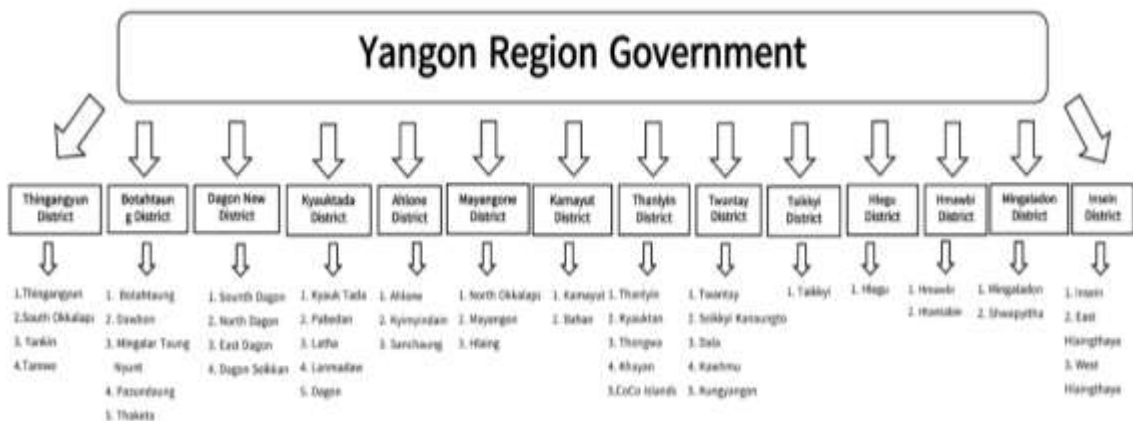 Yangon Region Government
Thingangyun
District
Botahtaun
g District
Dagon New
District
Kyauktada
District
Ahlone
District
Mayangone
District
Kamayut
District
Thanlyin
District
Twantay
District
Taikkyi
District
Hlegu
District
Hmawbi
District
Mingaladon
District
Insein
District
1.Thingangyun
2.South Okkalapa
3. Yankin
4.Tamwe
1. Botahtaung
2. Dawbon
3. Mingalar Taung
Nyunt
4. Pazundaung
5. Thaketa
1. Sounth Dagon
2. North Dagon
3. East Dagon
4. Dagon Seikkan
1. Kyauk Tada
2. Pabedan
3. Latha
4. Lanmadaw
5. Dagon
1. Ahlone
2. Kyimyindain
3. Sanchaung
1. North Okkalapa
2. Mayangon
3. Hlaing
1. Kamayut
2. Bahan
1. Thanlyin
2. Kyauktan
3. Thongwa
4. Khayan
5.CoCo Islands
1. Twantay
2. Seikkyi Kanaungto
3. Dala
4. Kawhmu
5. Kungyangon
1. Taikkyi
1. Hlegu
1. Hmawbi
2. Htantabin
1. Mingaladon
2. Shwepyitha
1. Insein
2. East
Hlaingthaya
3. West
Hlaingthaya